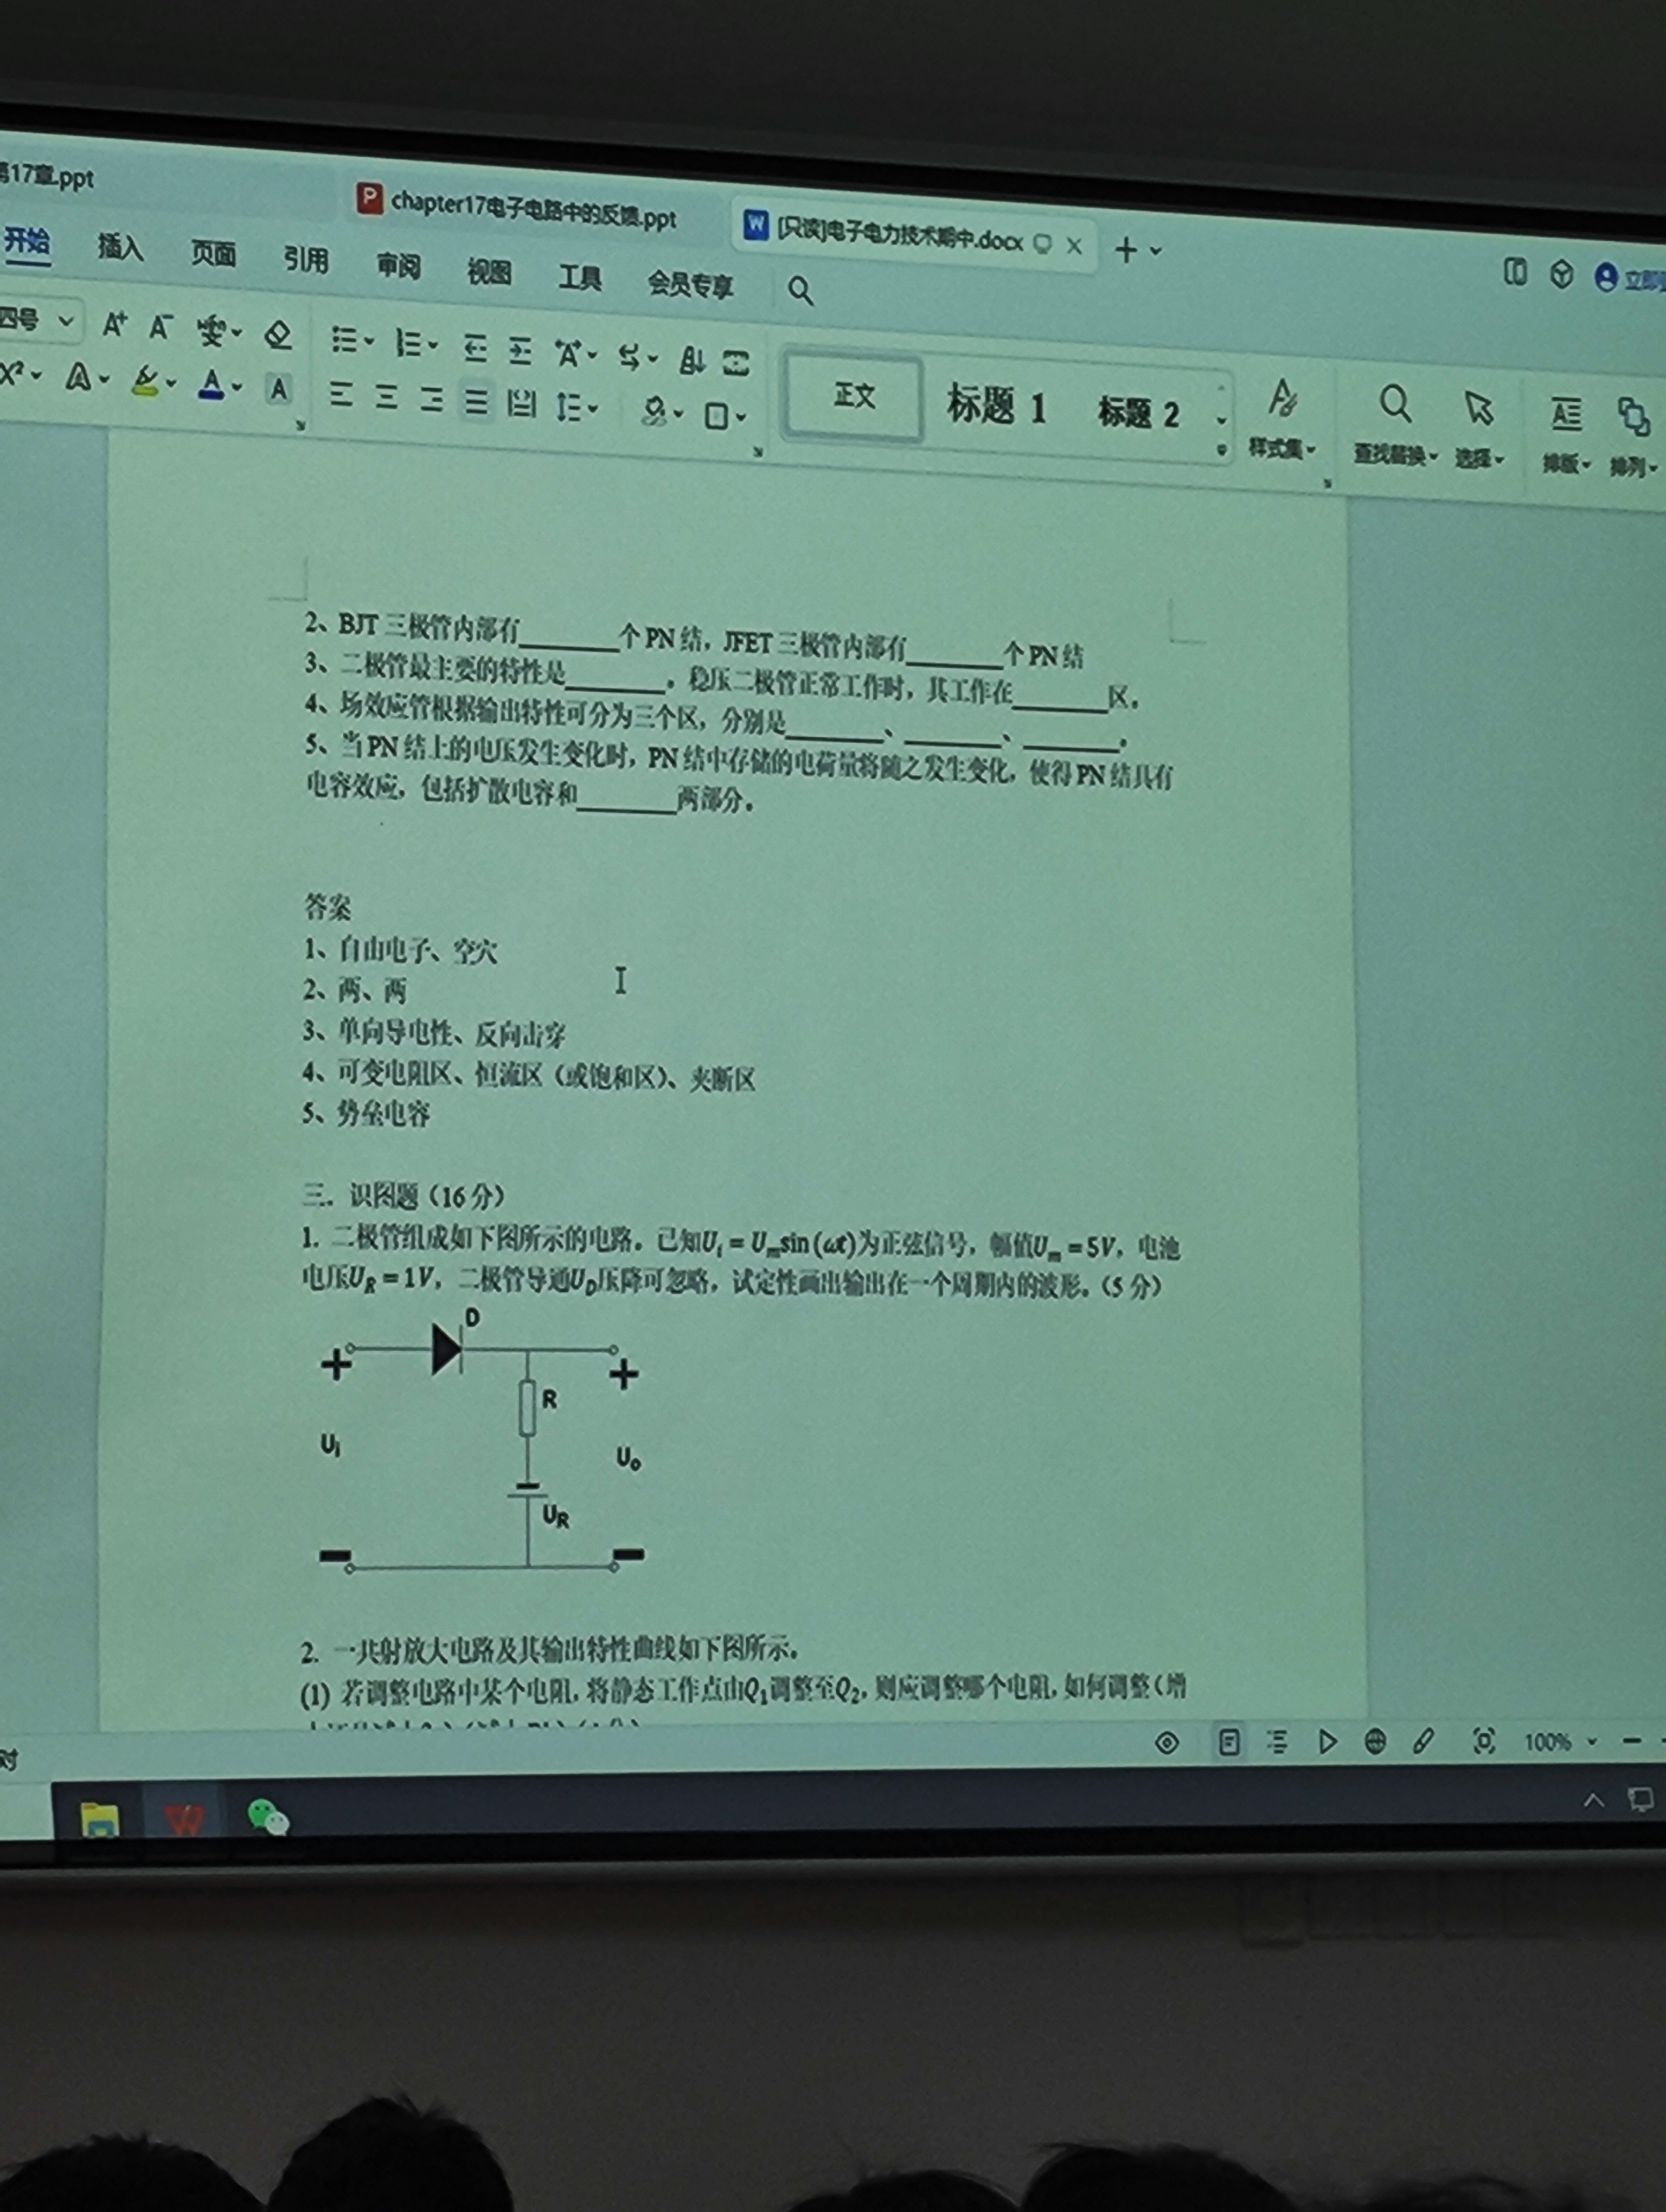 第17章.ppt
chapter17电子电路中的反馈.ppt
[只读]电子电力技术期中.docx
开始 插入 页面 引用 审阅 视图 工具 会员专享
立即
四号
正文 标题 1 标题 2
样式集 查找替换 选择 排版 排列
2、BJT 三极管内部有________个 PN 结，JFET 三极管内部有________个 PN 结
3、二极管最主要的特性是________。稳压二极管正常工作时，其工作在________区。
4、场效应管根据输出特性可分为三个区，分别是________、________、________。
5、当 PN 结上的电压发生变化时，PN 结中存储的电荷量将随之发生变化，使得 PN 结具有
电容效应，包括扩散电容和________两部分。
答案
1、自由电子、空穴
2、两、两
3、单向导电性、反向击穿
4、可变电阻区、恒流区（或饱和区）、夹断区
5、势垒电容
三．识图题（16 分）
1. 二极管组成如下图所示的电路。已知Ui = Umsin (ωt)为正弦信号，幅值Um = 5V，电池
电压UR = 1V，二极管导通UD压降可忽略，试定性画出输出在一个周期内的波形。（5 分）
D
+ +
R
Ui Uo
UR
2. 一共射放大电路及其输出特性曲线如下图所示。
(1) 若调整电路中某个电阻，将静态工作点由Q1调整至Q2，则应调整哪个电阻，如何调整（增
对
100%